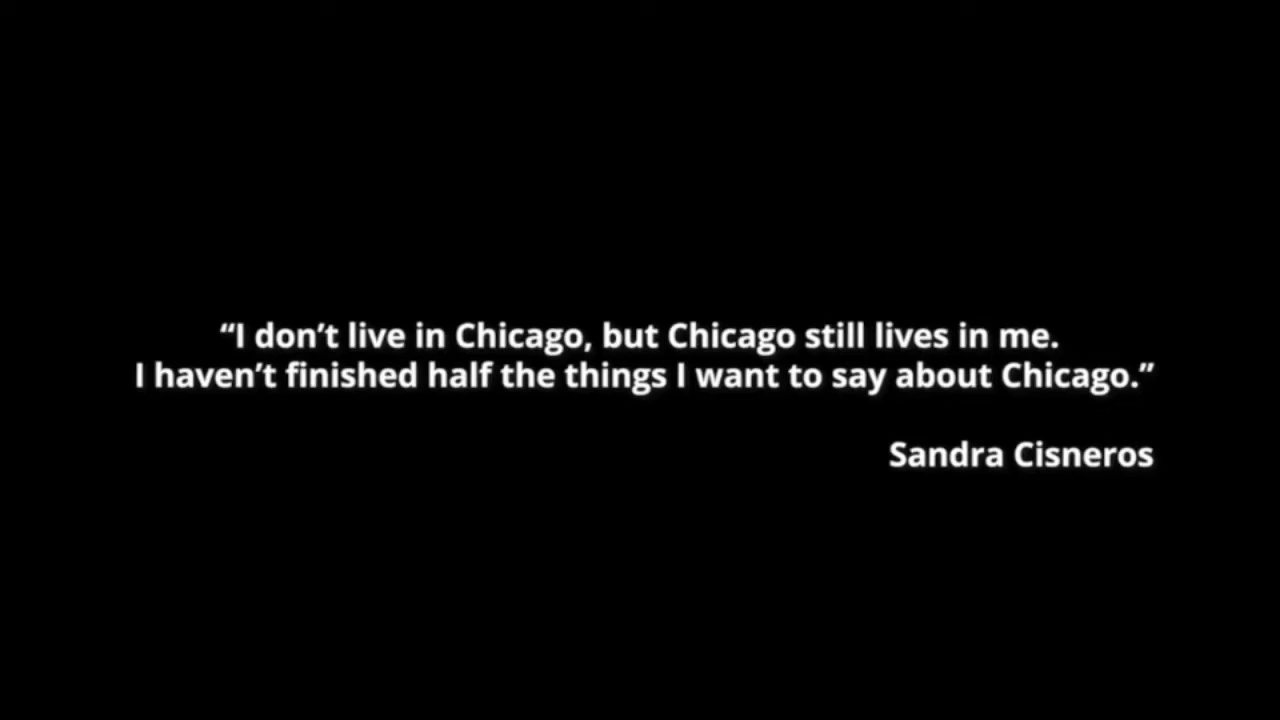 “I don’t live in Chicago, but Chicago still lives in me.
I haven’t finished half the things I want to say about Chicago.”
Sandra Cisneros